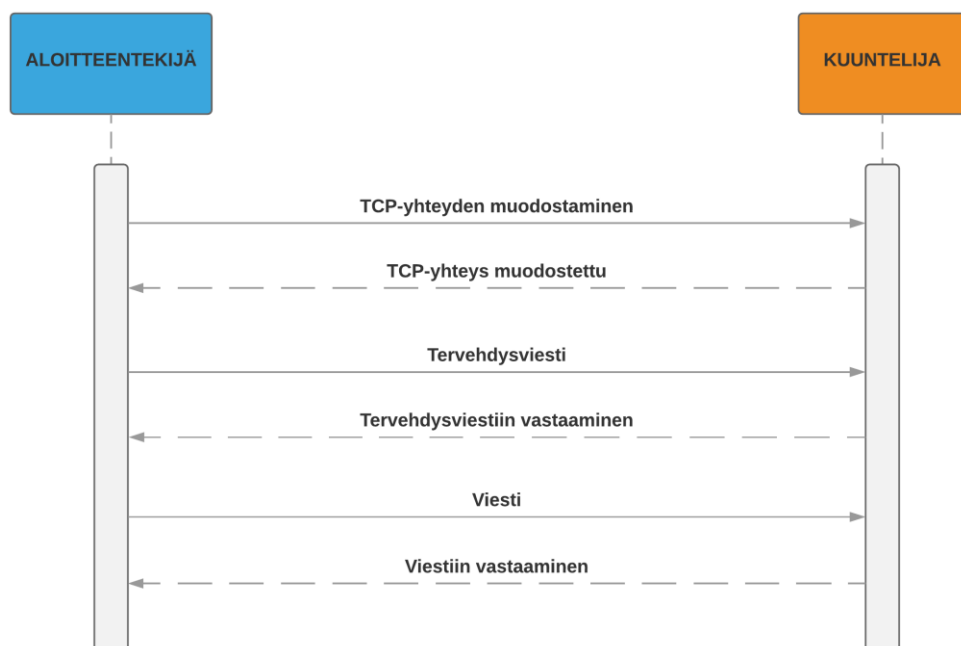 ALOITTEENTEKIJÄ
KUUNTELIJA
TCP-yhteyden muodostaminen
TCP-yhteys muodostettu
Tervehdysviesti
Tervehdysviestiin vastaaminen
Viesti
Viestiin vastaaminen